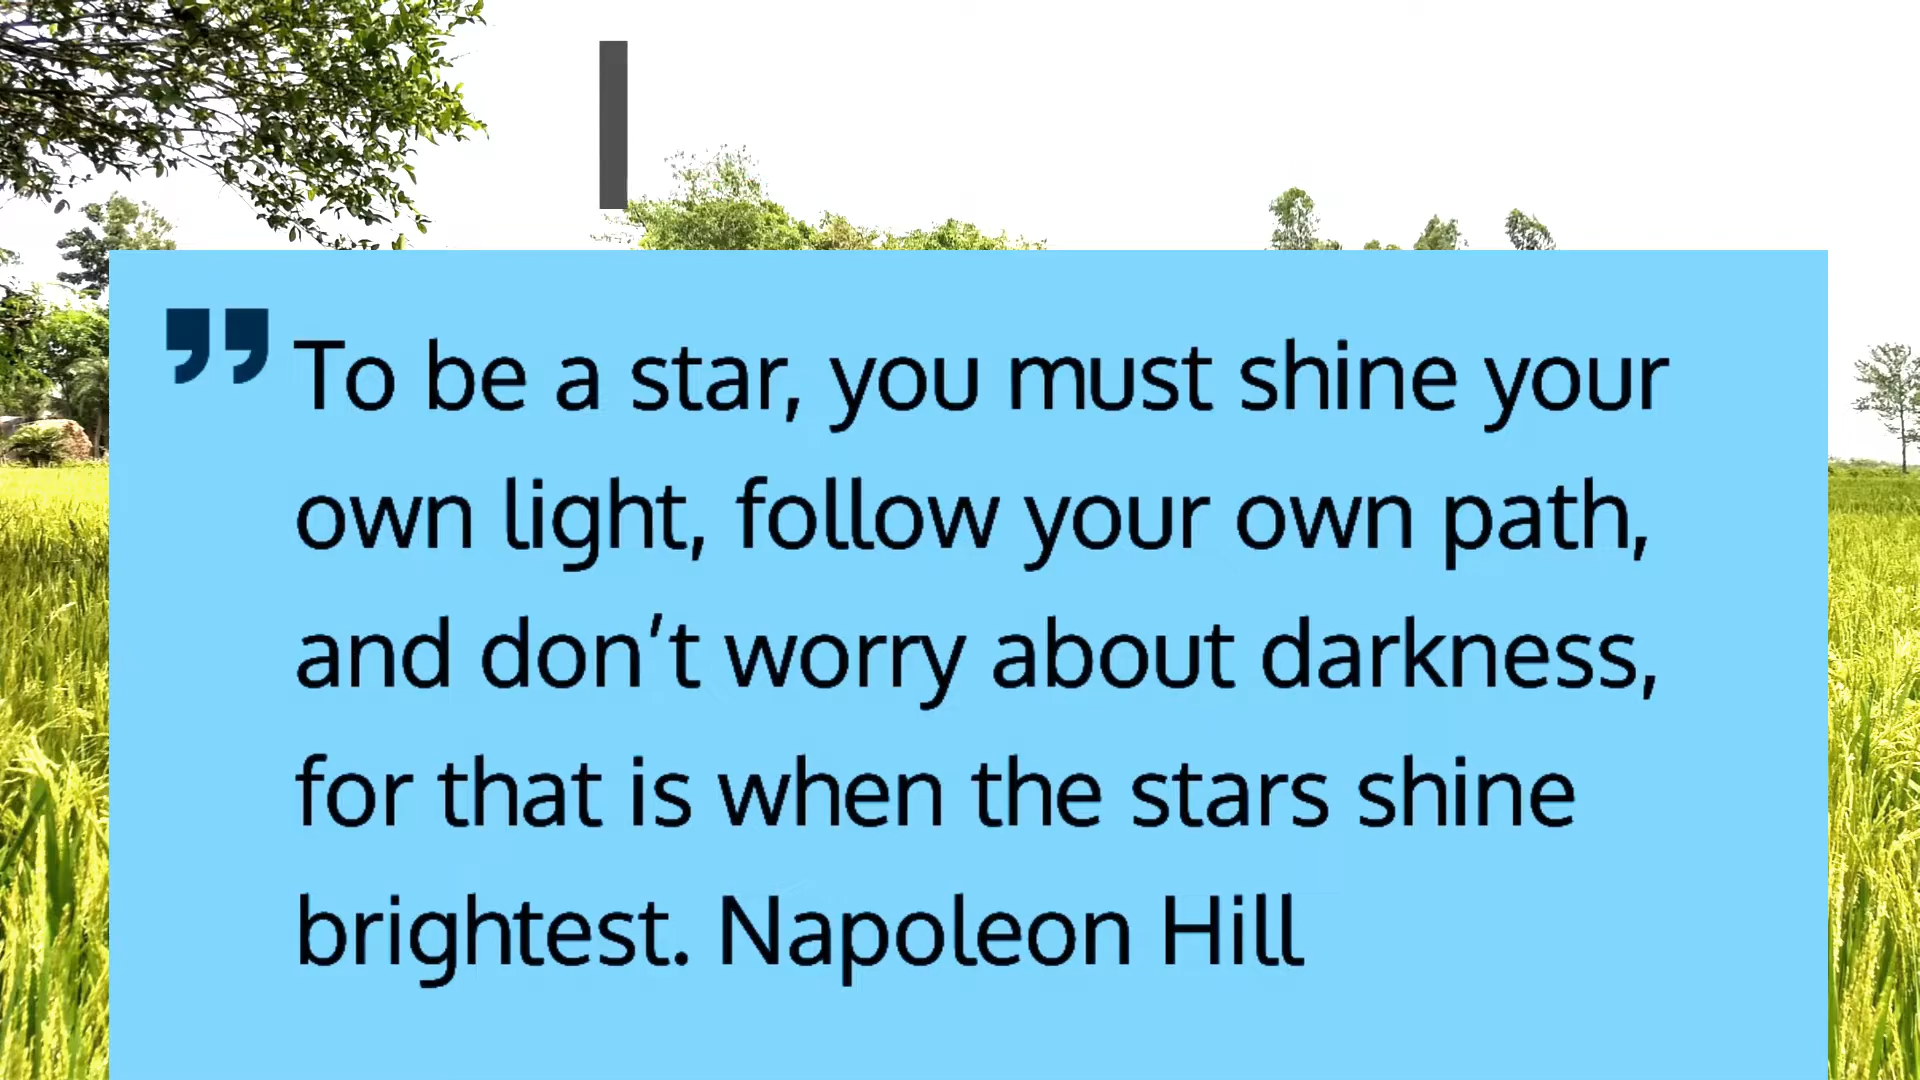 ” To be a star, you must shine your
own light, follow your own path,
and don’t worry about darkness,
for that is when the stars shine
brightest. Napoleon Hill